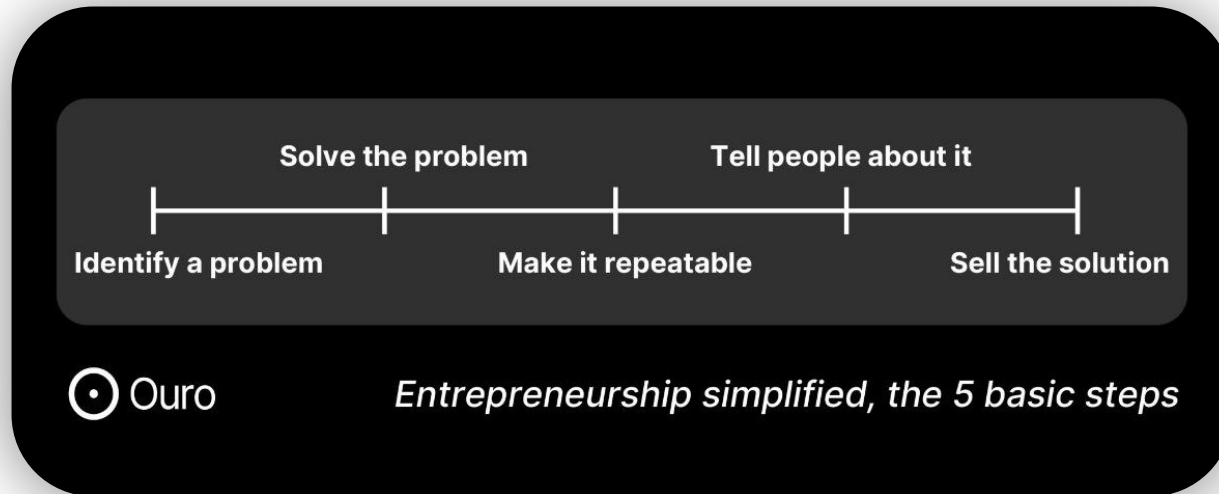 Solve the problem
Tell people about it
Identify a problem
Make it repeatable
Sell the solution
Ouro
Entrepreneurship simplified, the 5 basic steps